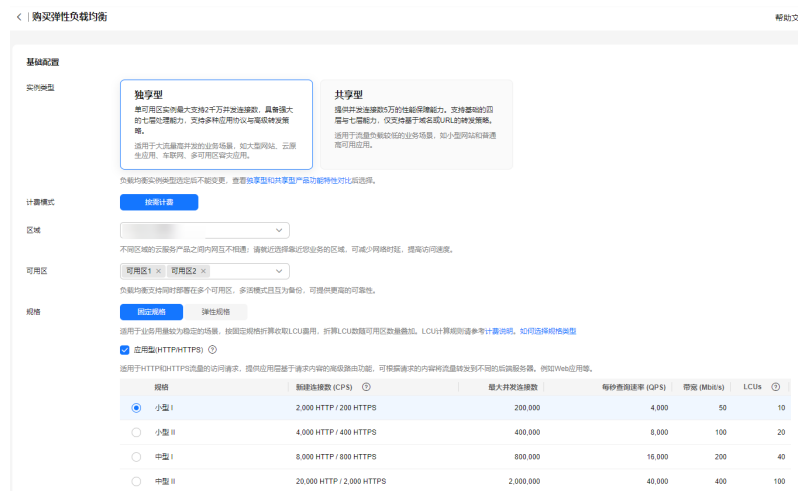 购买弹性负载均衡
帮助文
基础配置
实例类型
独享型
单可用区实例最大支持2千万并发连接数，具备强大
的七层处理能力，支持多种应用协议与高级转发策
略。
适用于大流量高并发的业务场景，如大型网站、云原
生应用、车联网、多可用区容灾应用。
共享型
提供并发连接数5万的性能保障能力。支持基础的四
层与七层能力，仅支持基于域名或URL的转发策略。
适用于流量负载较低的业务场景，如小型网站和普通
高可用应用。
负载均衡实例类型选定后不能变更，查看独享型和共享型产品功能特性对比后选择。
计费模式
按需计费
区域
不同区域的云服务产品之间内网互不相通；请就近选择靠近您业务的区域，可减少网络时延，提高访问速度。
可用区
可用区1 × 可用区2 ×
负载均衡支持同时部署在多个可用区，多活模式且互为备份，可提供更高的可靠性。
规格
固定规格 弹性规格
适用于业务用量较为稳定的场景，按固定规格折算收取LCU费用，折算LCU数随可用区数量叠加。LCU计算规则请参考计费说明。如何选择规格类型
应用型(HTTP/HTTPS) ?
适用于HTTP和HTTPS流量的访问请求，提供应用层基于请求内容的高级路由功能，可根据请求的内容将流量转发到不同的后端服务器。例如Web应用等。
规格 新建连接数 (CPS) ? 最大并发连接数 每秒查询速率 (QPS) 带宽 (Mbit/s) LCUs ?
小型 I 2,000 HTTP / 200 HTTPS 200,000 4,000 50 10
小型 II 4,000 HTTP / 400 HTTPS 400,000 8,000 100 20
中型 I 8,000 HTTP / 800 HTTPS 800,000 16,000 200 40
中型 II 20,000 HTTP / 2,000 HTTPS 2,000,000 40,000 400 100